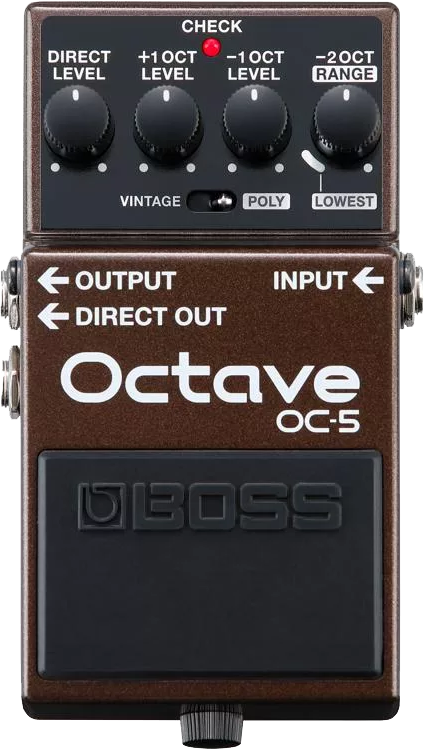 CHECK
DIRECT LEVEL
+1 OCT LEVEL
−1 OCT LEVEL
−2 OCT RANGE
VINTAGE POLY LOWEST
OUTPUT INPUT
DIRECT OUT
Octave
OC-5
BOSS